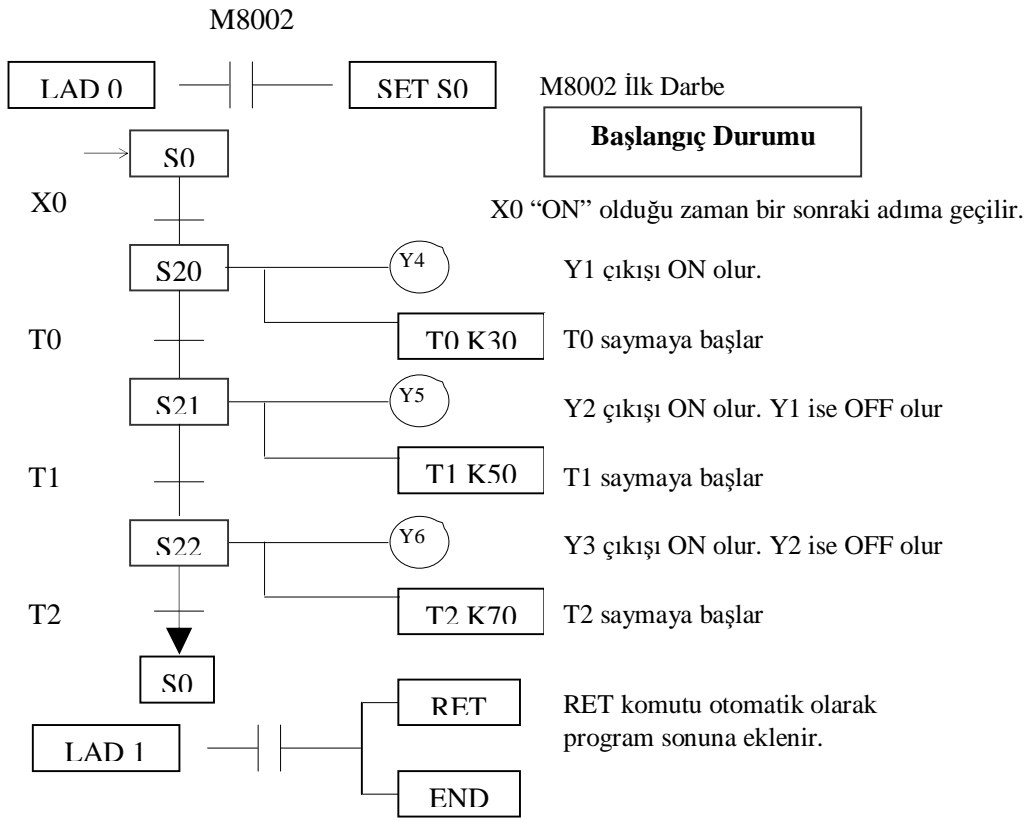 M8002
LAD 0
SET S0
M8002 İlk Darbe
Başlangıç Durumu
S0
X0
X0 “ON” olduğu zaman bir sonraki adıma geçilir.
S20
Y4
Y1 çıkışı ON olur.
T0
T0 K30
T0 saymaya başlar
S21
Y5
Y2 çıkışı ON olur. Y1 ise OFF olur
T1
T1 K50
T1 saymaya başlar
S22
Y6
Y3 çıkışı ON olur. Y2 ise OFF olur
T2
T2 K70
T2 saymaya başlar
S0
RET
RET komutu otomatik olarak
program sonuna eklenir.
LAD 1
END